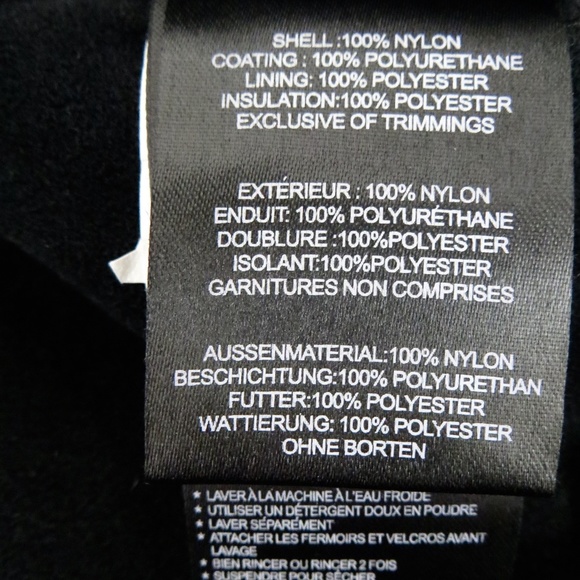 SHELL :100% NYLON
COATING : 100% POLYURETHANE
LINING: 100% POLYESTER
INSULATION:100% POLYESTER
EXCLUSIVE OF TRIMMINGS
EXTÉRIEUR : 100% NYLON
ENDUIT: 100% POLYURÉTHANE
DOUBLURE :100%POLYESTER
ISOLANT:100%POLYESTER
GARNITURES NON COMPRISES
AUSSENMATERIAL:100% NYLON
BESCHICHTUNG:100% POLYURETHAN
FUTTER:100% POLYESTER
WATTIERUNG: 100% POLYESTER
OHNE BORTEN
* LAVER À LA MACHINE À L'EAU FROIDE
* UTILISER UN DÉTERGENT DOUX EN POUDRE
* LAVER SÉPARÉMENT
* ATTACHER LES FERMOIRS ET VELCROS AVANT
LAVAGE
* BIEN RINCER OU RINCER 2 FOIS
* SUSPENDRE POUR SÉCHER